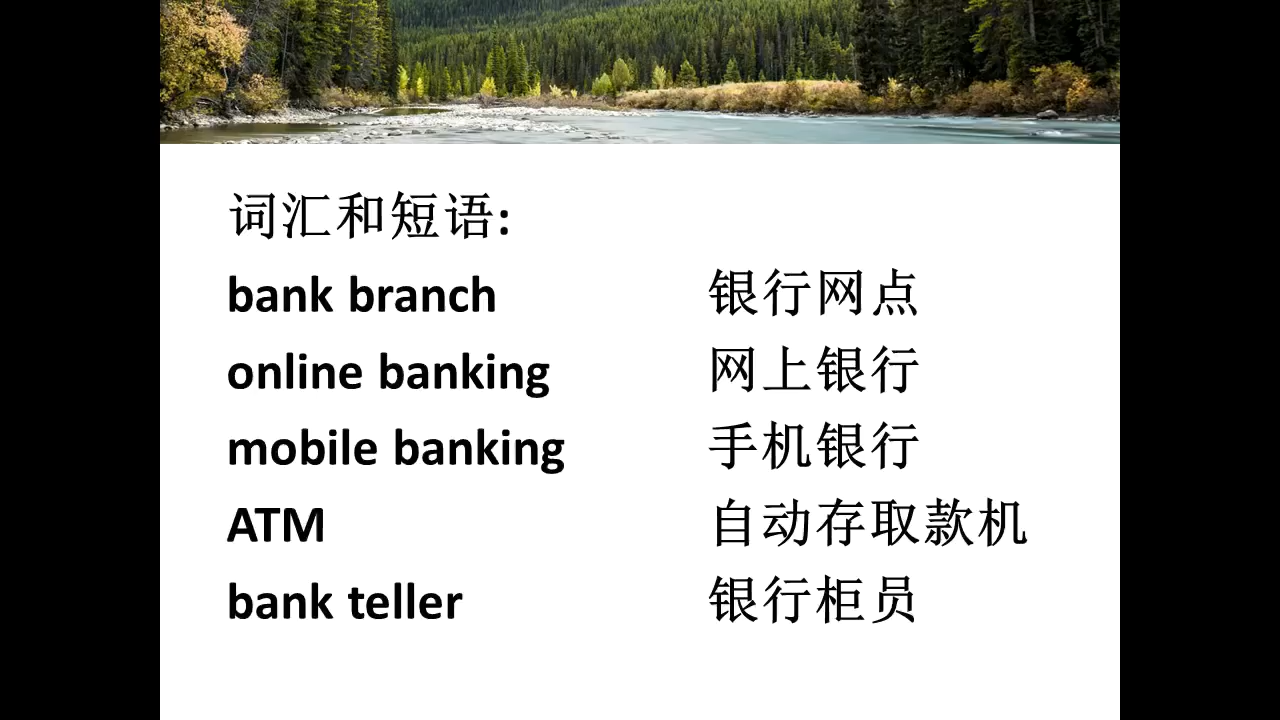 词汇和短语:
bank branch 银行网点
online banking 网上银行
mobile banking 手机银行
ATM 自动存取款机
bank teller 银行柜员